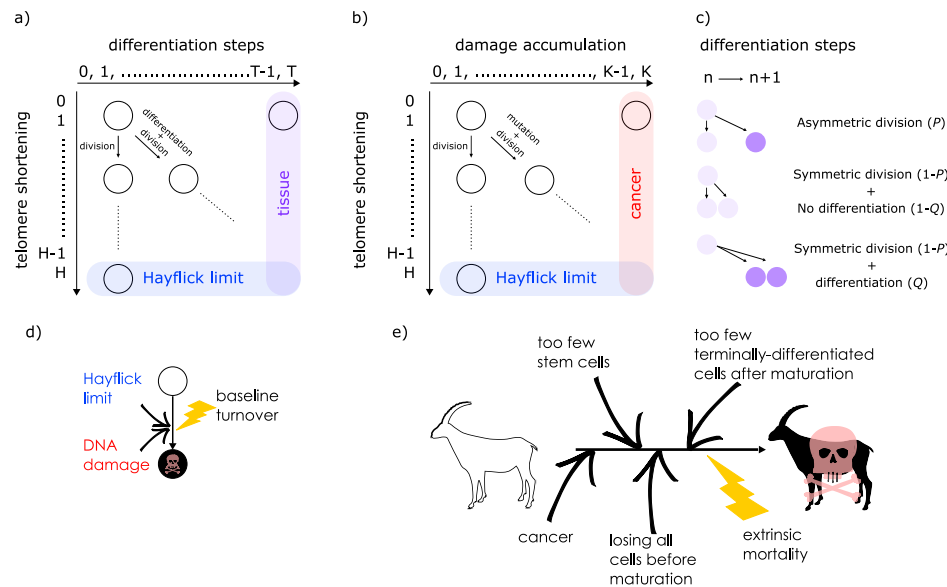 a)
differentiation steps
0, 1, ........................T-1, T
telomere shortening
0
1
H-1
H
division
differentiation
+
division
tissue
Hayflick limit
b)
damage accumulation
0, 1, ......................, K-1, K
telomere shortening
0
1
H-1
H
division
mutation
+
division
cancer
Hayflick limit
c)
differentiation steps
n n+1
Asymmetric division (P)
Symmetric division (1-P)
+
No differentiation (1-Q)
Symmetric division (1-P)
+
differentiation (Q)
d)
Hayflick
limit
baseline
turnover
DNA
damage
e)
too few
stem cells
too few
terminally-differentiated
cells after maturation
cancer
losing all
cells before
maturation
extrinsic
mortality